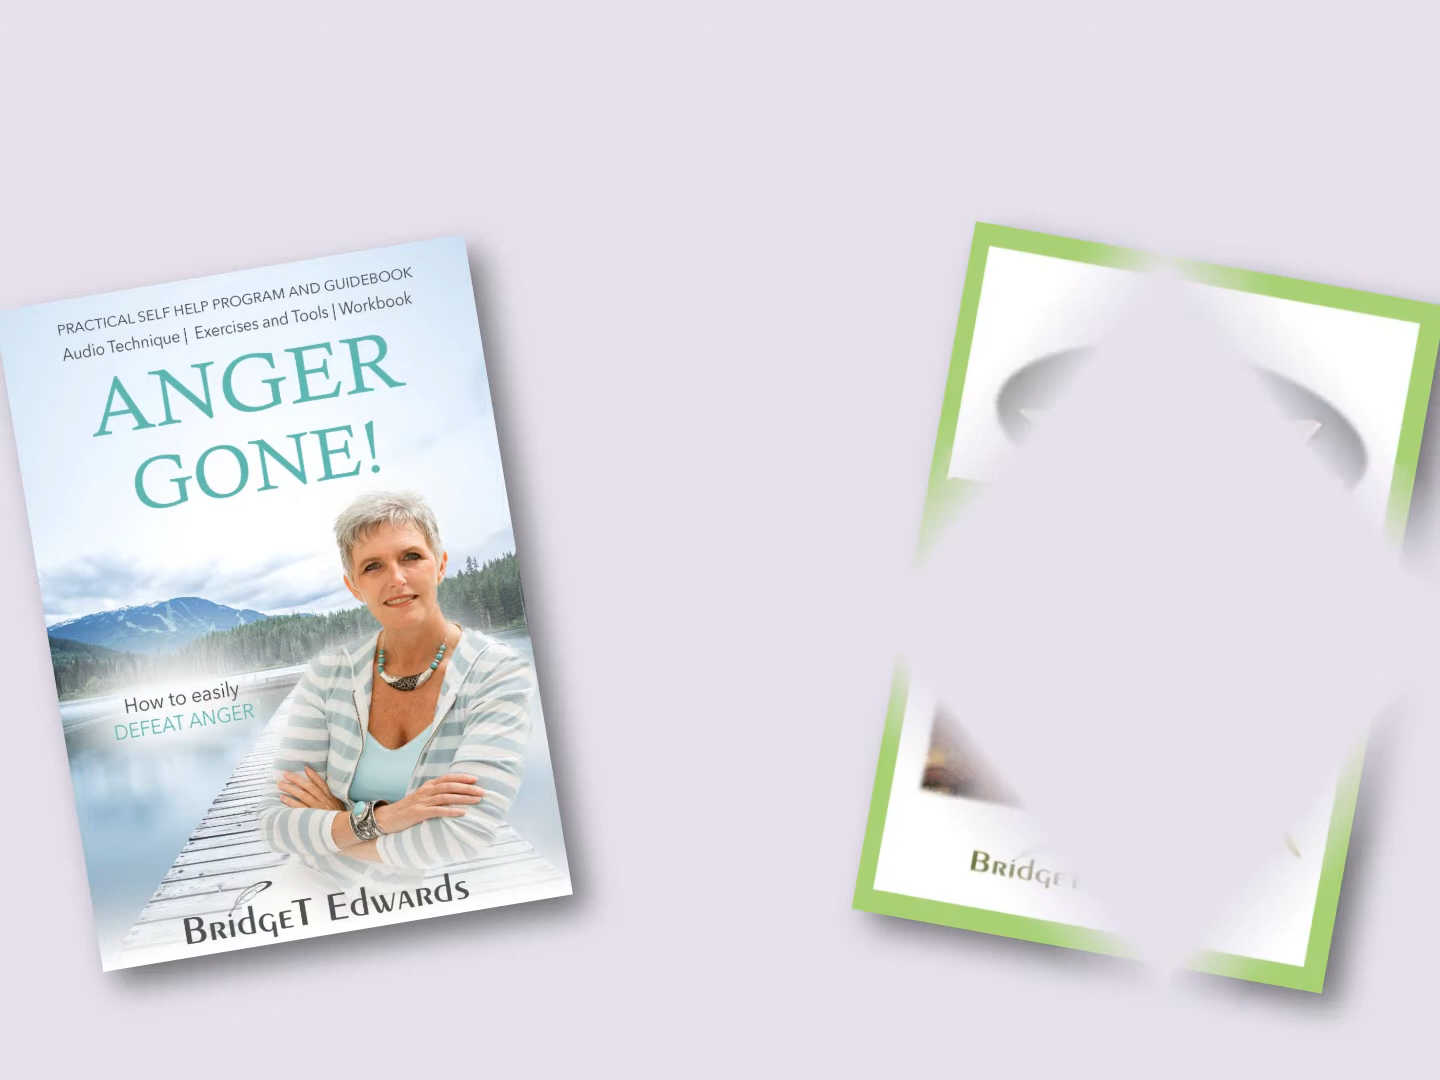 PRACTICAL SELF HELP PROGRAM AND GUIDEBOOK
Audio Technique | Exercises and Tools | Workbook
ANGER
GONE!
How to easily
DEFEAT ANGER
BRIDGET EDWARDS
Bridget